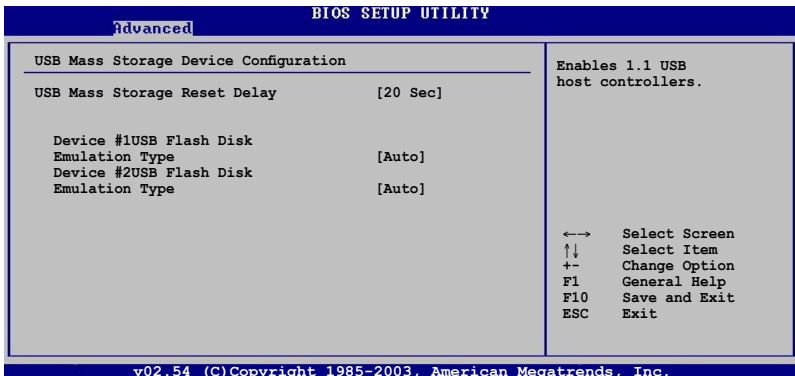 BIOS SETUP UTILITY
Advanced
USB Mass Storage Device Configuration
USB Mass Storage Reset Delay [20 Sec]
Device #1USB Flash Disk
Emulation Type [Auto]
Device #2USB Flash Disk
Emulation Type [Auto]
Enables 1.1 USB
host controllers.
←→ Select Screen
↑↓ Select Item
+- Change Option
F1 General Help
F10 Save and Exit
ESC Exit
v02.54 (C)Copyright 1985-2003, American Megatrends, Inc.